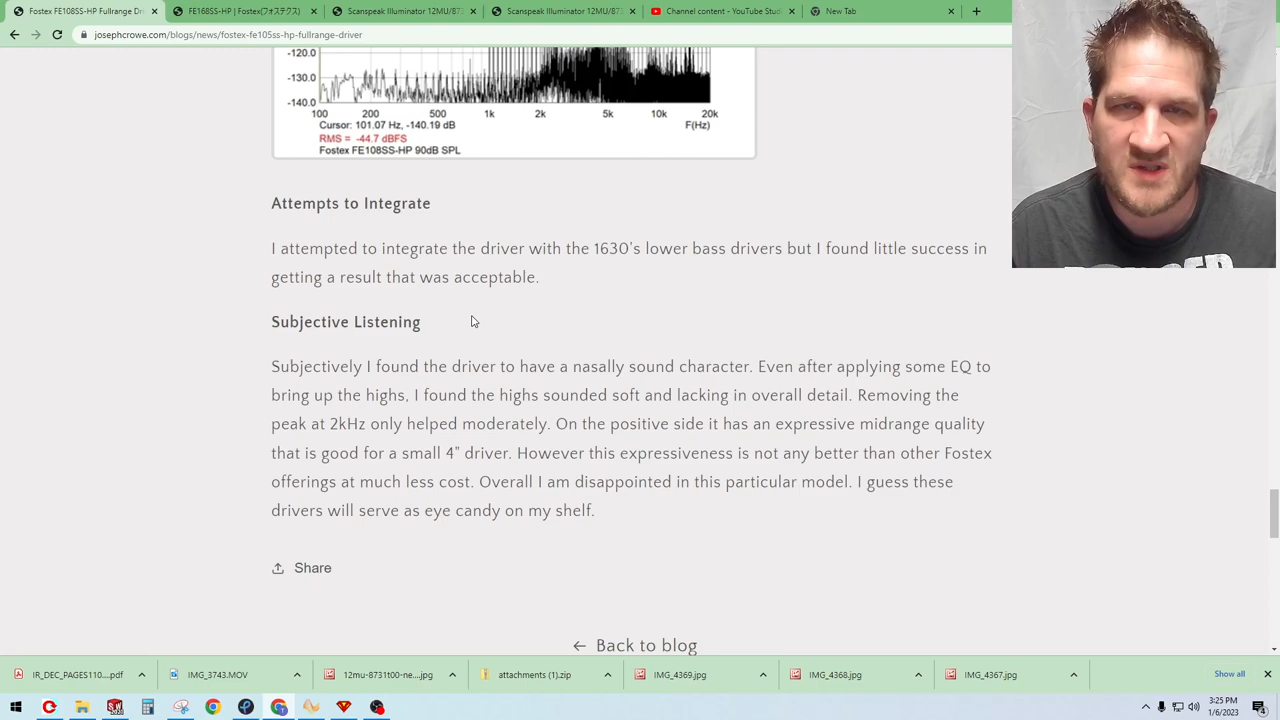 Fostex FE108SS-HP Fullrange Dri
FE168SS-HP | Fostex(フォステクス)
Scanspeak Illuminator 12MU/873
Scanspeak Illuminator 12MU/873
Channel content - YouTube Studi
New Tab
josephcrowe.com/blogs/news/fostex-fe105ss-hp-fullrange-driver
-120.0
-130.0
-140.0
100 200 500 1k 2k 5k 10k 20k
Cursor: 101.07 Hz, -140.19 dB F(Hz)
RMS = -44.7 dBFS
Fostex FE108SS-HP 90dB SPL
Attempts to Integrate
I attempted to integrate the driver with the 1630's lower bass drivers but I found little success in
getting a result that was acceptable.
Subjective Listening
Subjectively I found the driver to have a nasally sound character. Even after applying some EQ to
bring up the highs, I found the highs sounded soft and lacking in overall detail. Removing the
peak at 2kHz only helped moderately. On the positive side it has an expressive midrange quality
that is good for a small 4" driver. However this expressiveness is not any better than other Fostex
offerings at much less cost. Overall I am disappointed in this particular model. I guess these
drivers will serve as eye candy on my shelf.
Share
← Back to blog
IR_DEC_PAGES110....pdf
IMG_3743.MOV
12mu-8731t00-ne....jpg
attachments (1).zip
IMG_4369.jpg
IMG_4368.jpg
IMG_4367.jpg
Show all
3:25 PM
1/6/2023